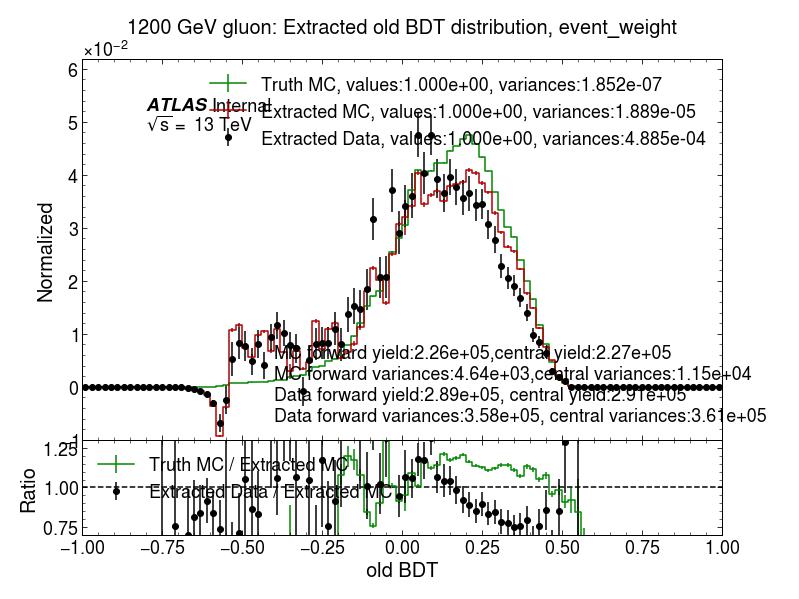 1200 GeV gluon: Extracted old BDT distribution, event_weight
×10⁻²
Truth MC, values:1.000e+00, variances:1.852e-07
ATLAS Internal
Extracted MC, values:1.000e+00, variances:1.889e-05
√s = 13 TeV
Extracted Data, values:1.000e+00, variances:4.885e-04
6
5
4
3
2
1
0
−1
Normalized
MC forward yield:2.26e+05,central yield:2.27e+05
MC forward variances:4.64e+03,central variances:1.15e+04
Data forward yield:2.89e+05, central yield:2.91e+05
Data forward variances:3.58e+05, central variances:3.61e+05
Truth MC / Extracted MC
Extracted Data / Extracted MC
1.25
1.00
0.75
Ratio
−1.00 −0.75 −0.50 −0.25 0.00 0.25 0.50 0.75 1.00
old BDT